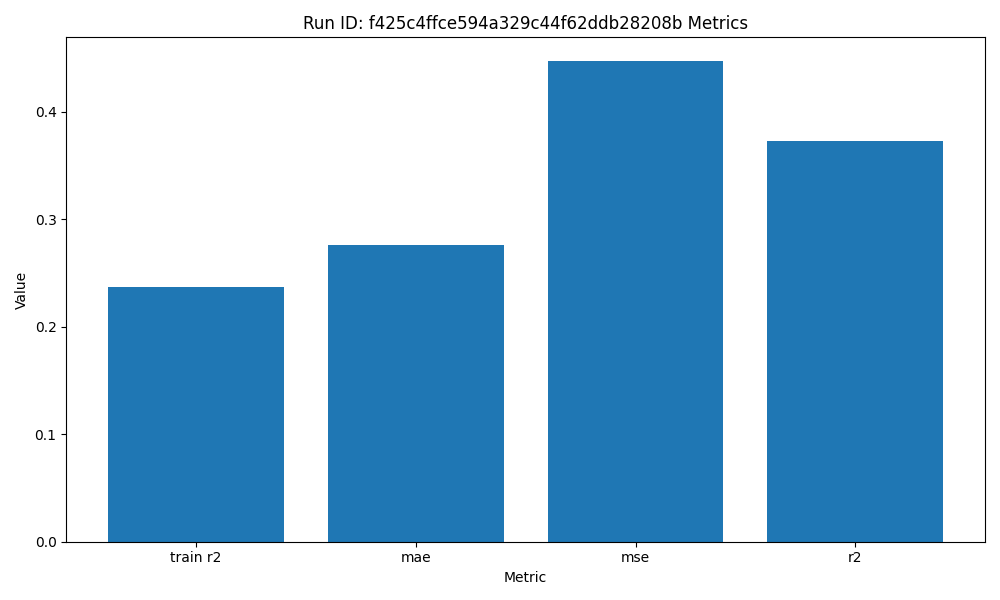 Run ID: f425c4ffce594a329c44f62ddb28208b Metrics
Value
0.4
0.3
0.2
0.1
0.0
train r2
mae
mse
r2
Metric